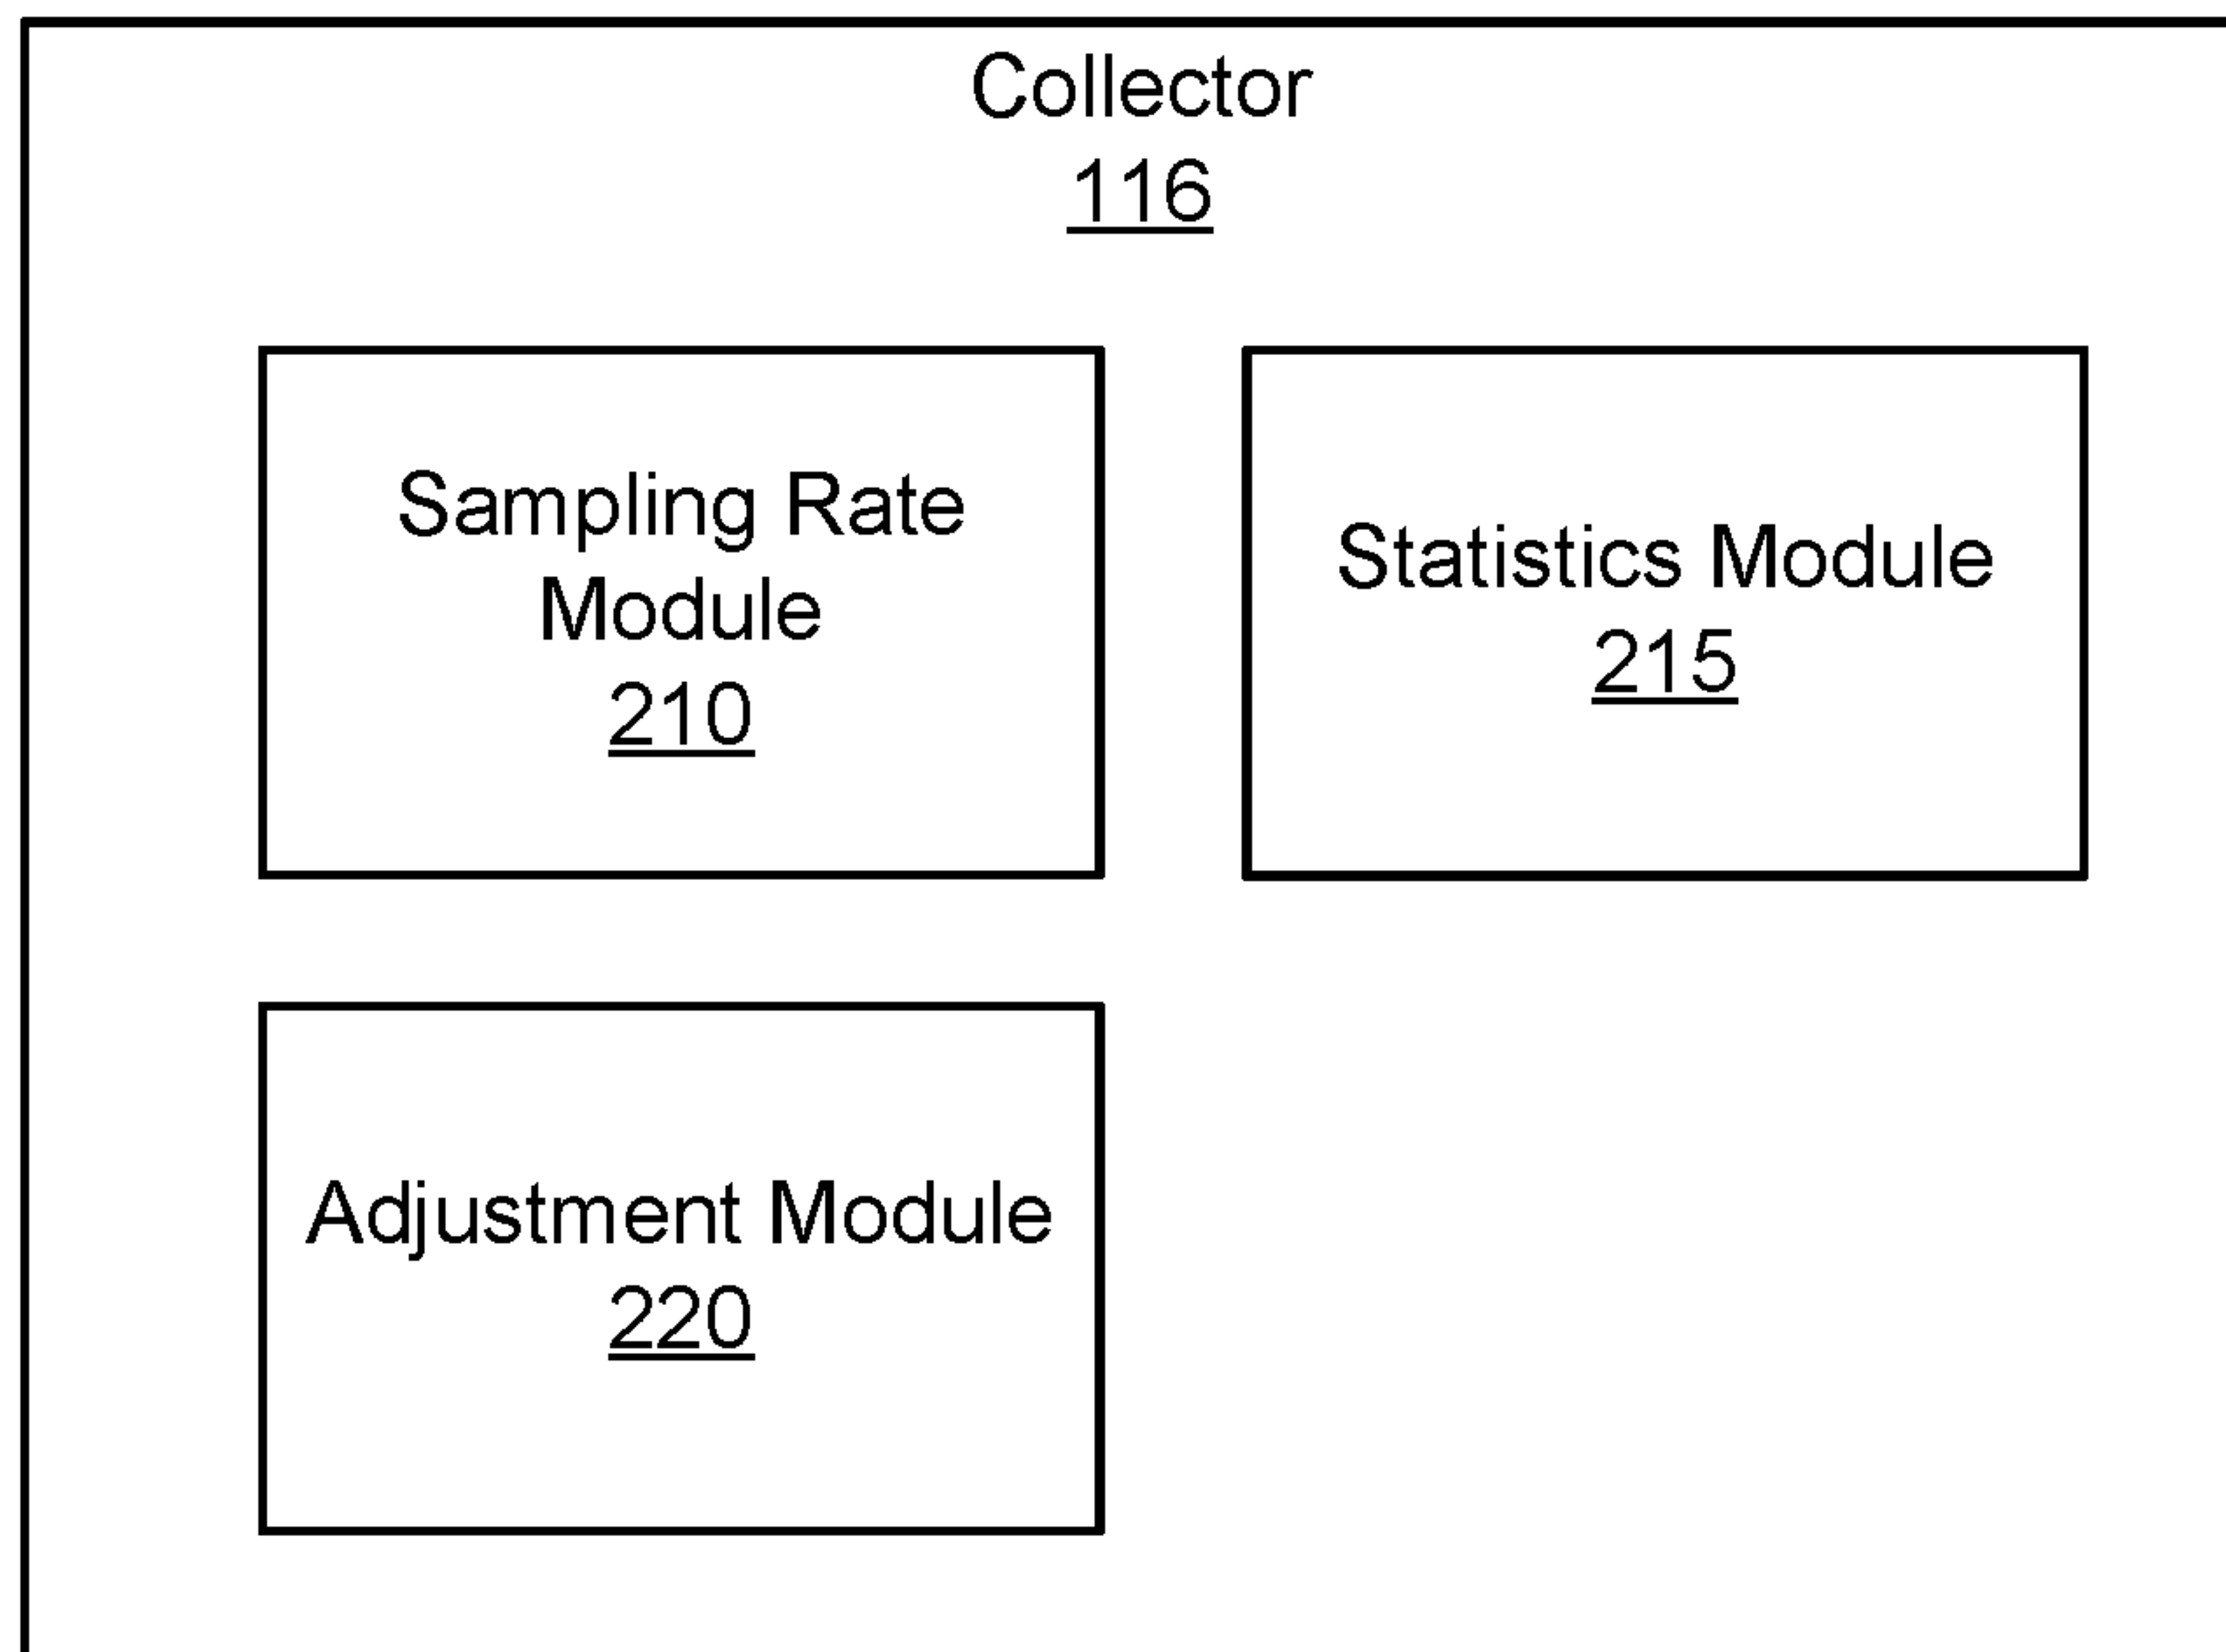 Collector
116
Sampling Rate
Module
210
Statistics Module
215
Adjustment Module
220